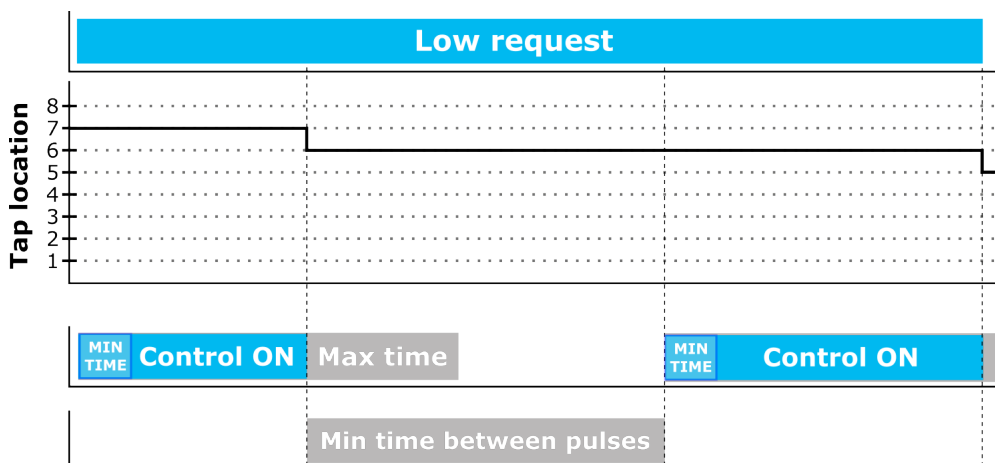 Low request
Tap location
8
7
6
5
4
3
2
1
MIN
TIME
Control ON
Max time
MIN
TIME
Control ON
Min time between pulses